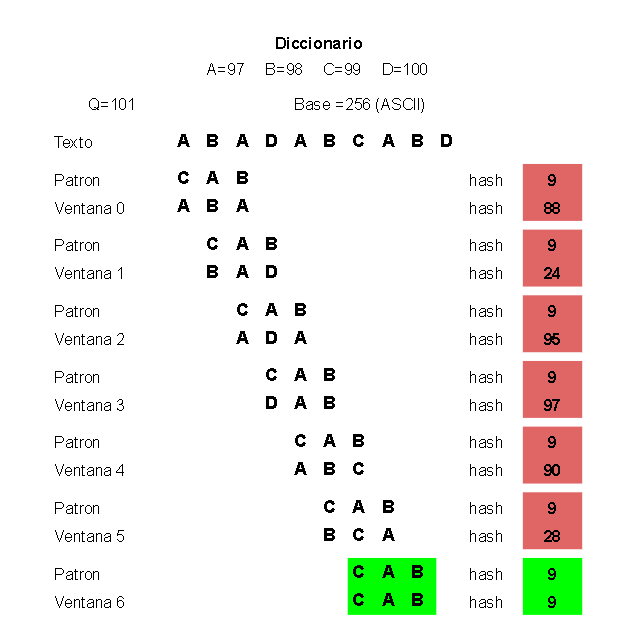 Diccionario
A=97 B=98 C=99 D=100
Q=101 Base =256 (ASCII)
Texto A B A D A B C A B D
Patron C A B hash 9
Ventana 0 A B A hash 88
Patron C A B hash 9
Ventana 1 B A D hash 24
Patron C A B hash 9
Ventana 2 A D A hash 95
Patron C A B hash 9
Ventana 3 D A B hash 97
Patron C A B hash 9
Ventana 4 A B C hash 90
Patron C A B hash 9
Ventana 5 B C A hash 28
Patron C A B hash 9
Ventana 6 C A B hash 9